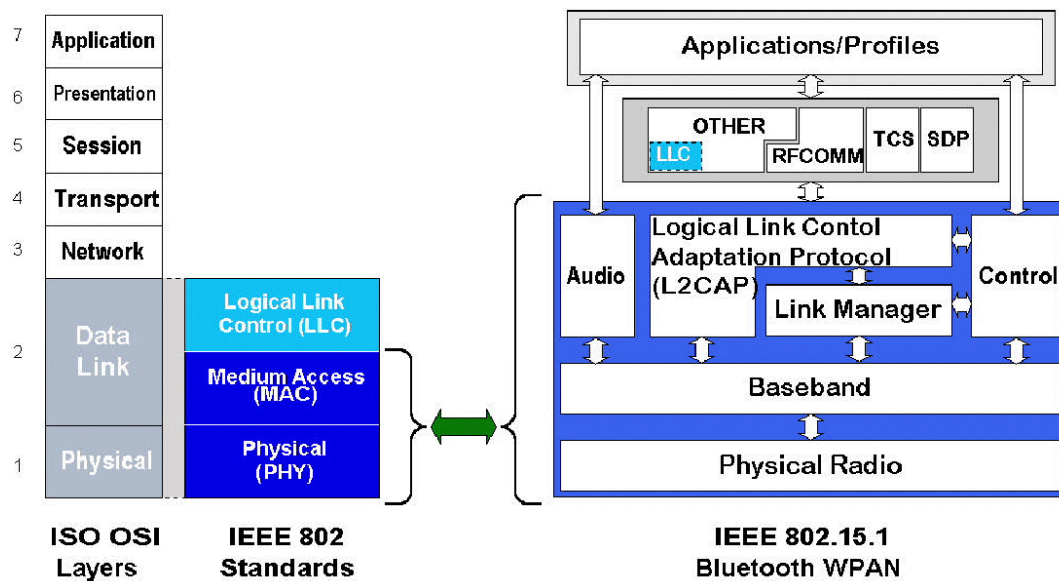 7
Application
6
Presentation
5
Session
4
Transport
3
Network
2
Data
Link
1
Physical
ISO OSI
Layers
Logical Link
Control (LLC)
Medium Access
(MAC)
Physical
(PHY)
IEEE 802
Standards
Applications/Profiles
OTHER
LLC
RFCOMM
TCS
SDP
Audio
Logical Link Contol
Adaptation Protocol
(L2CAP)
Link Manager
Control
Baseband
Physical Radio
IEEE 802.15.1
Bluetooth WPAN